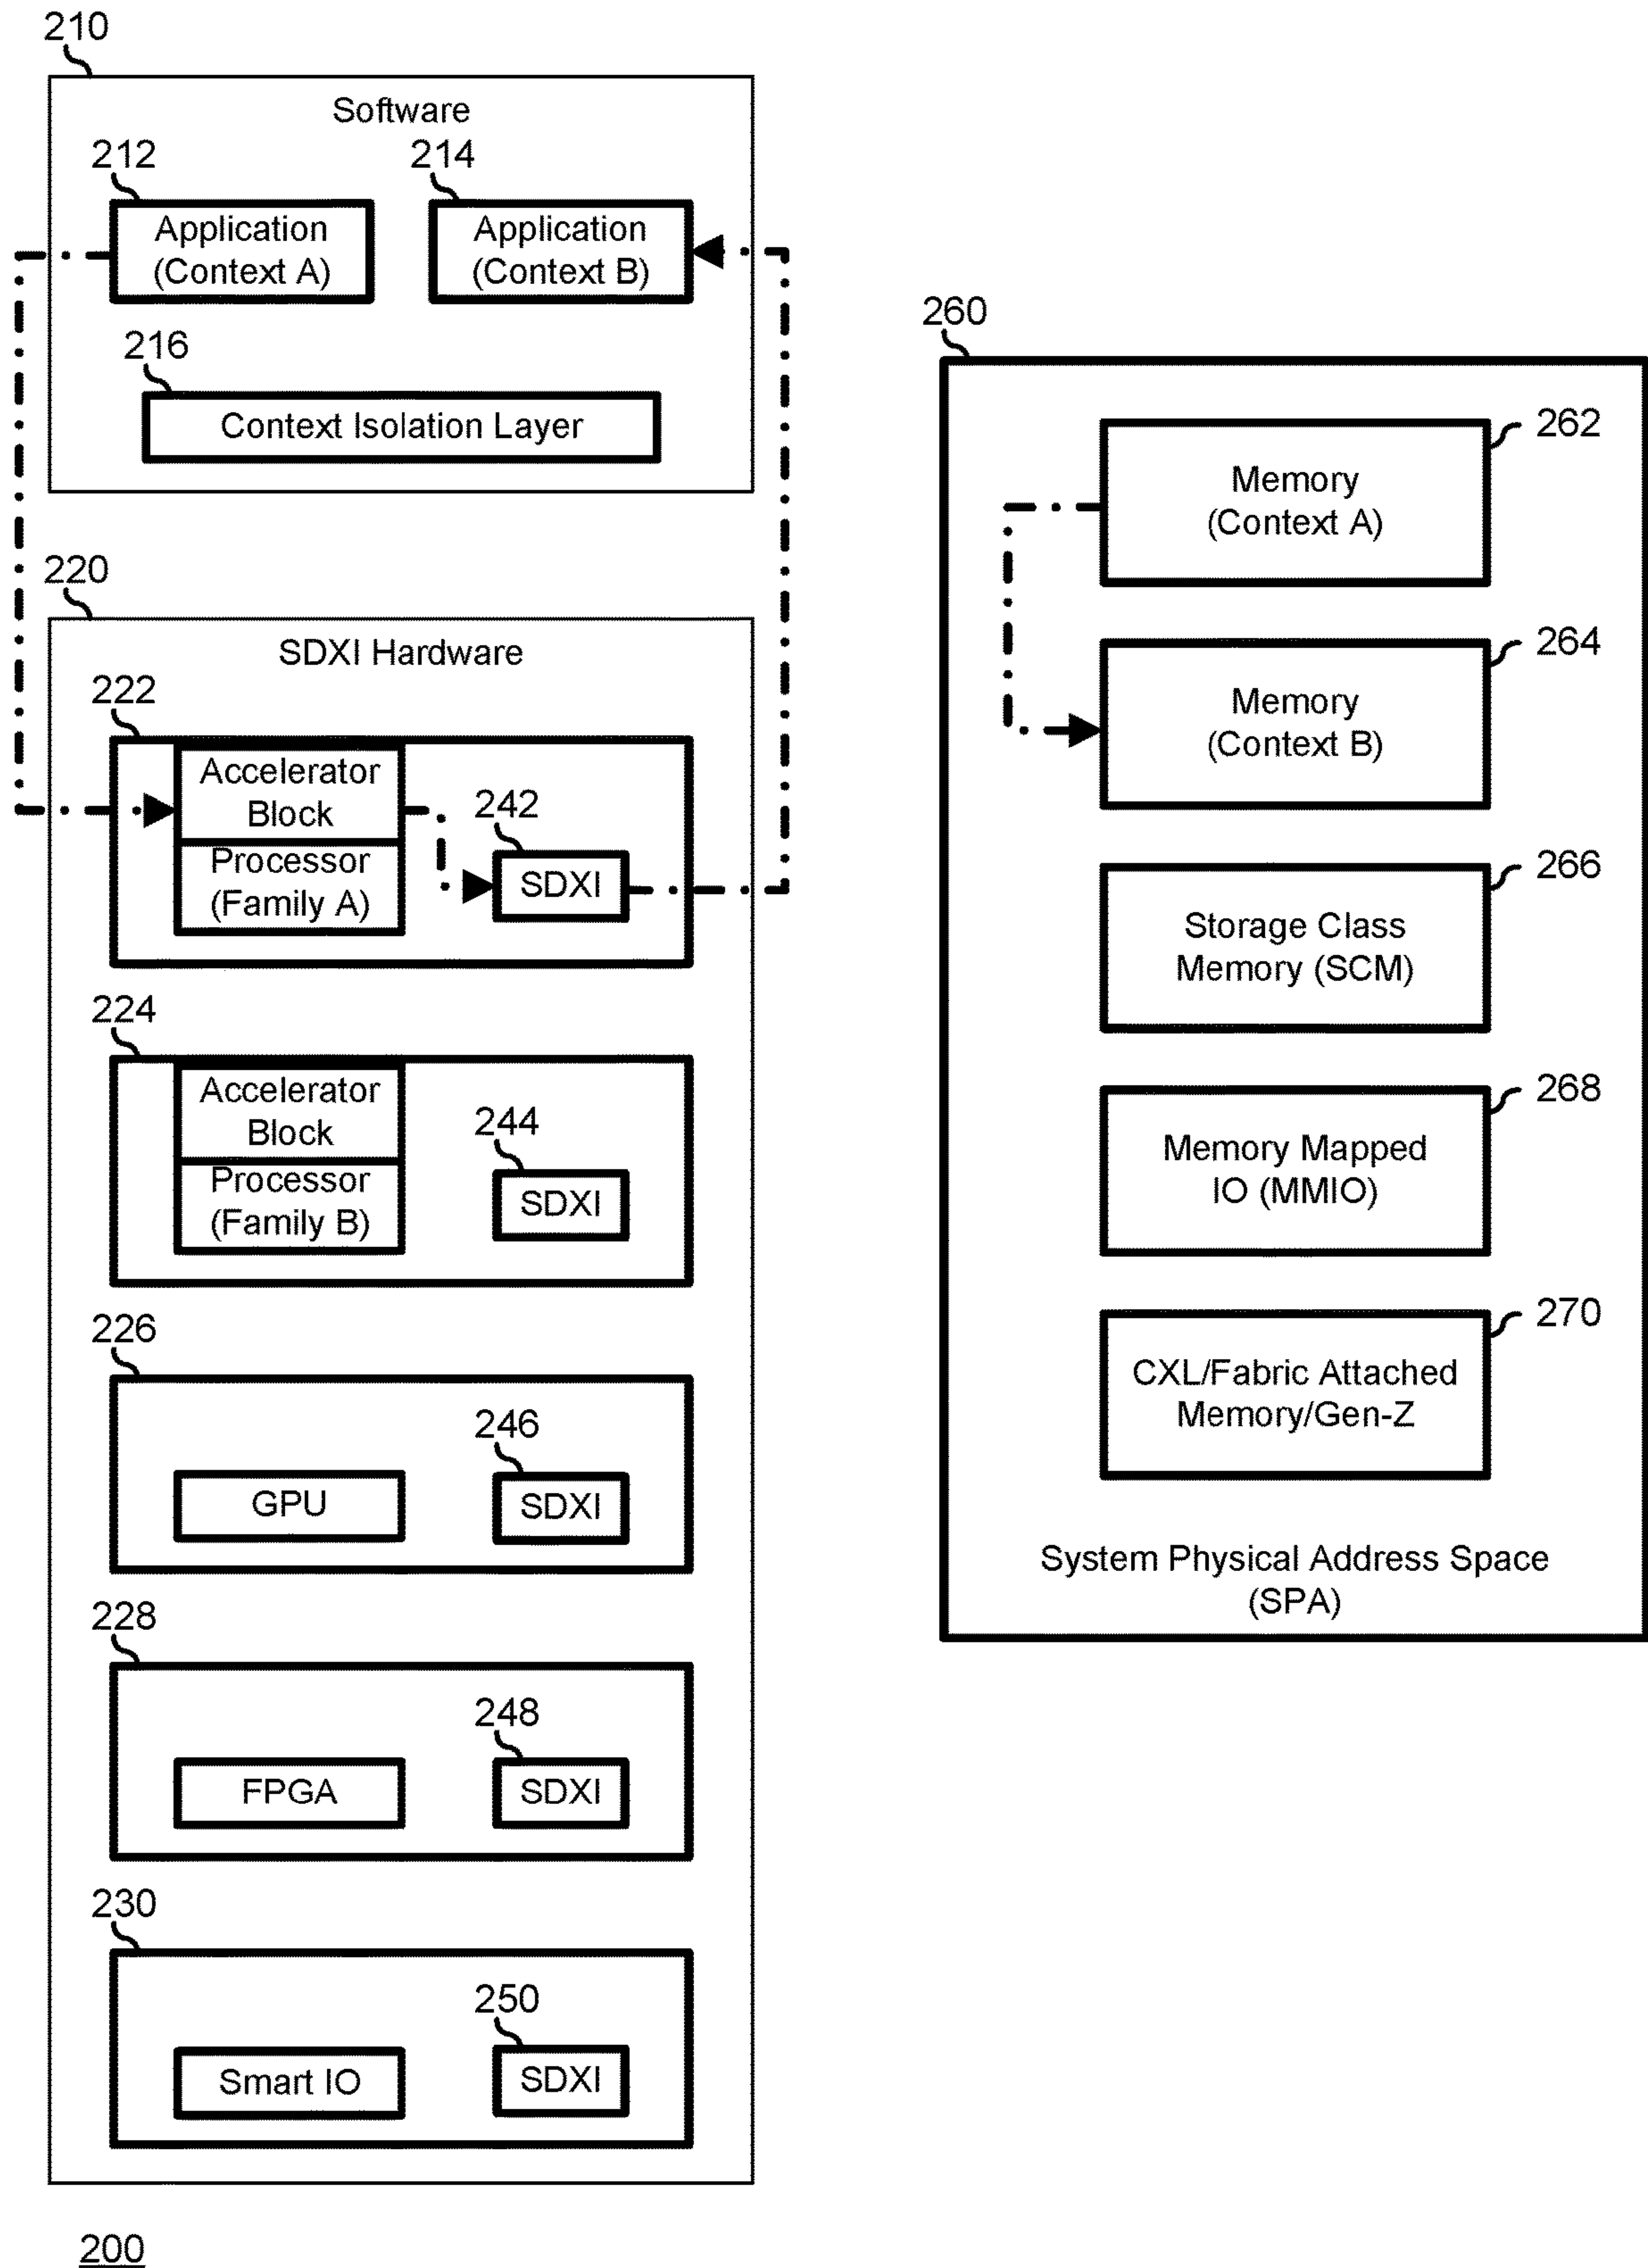 210
Software
212
214
Application
(Context A)
Application
(Context B)
216
Context Isolation Layer
220
SDXI Hardware
222
Accelerator
Block
Processor
(Family A)
242
SDXI
224
Accelerator
Block
Processor
(Family B)
244
SDXI
226
GPU
246
SDXI
228
FPGA
248
SDXI
230
Smart IO
250
SDXI
260
262
Memory
(Context A)
264
Memory
(Context B)
266
Storage Class
Memory (SCM)
268
Memory Mapped
IO (MMIO)
270
CXL/Fabric Attached
Memory/Gen-Z
System Physical Address Space
(SPA)
200